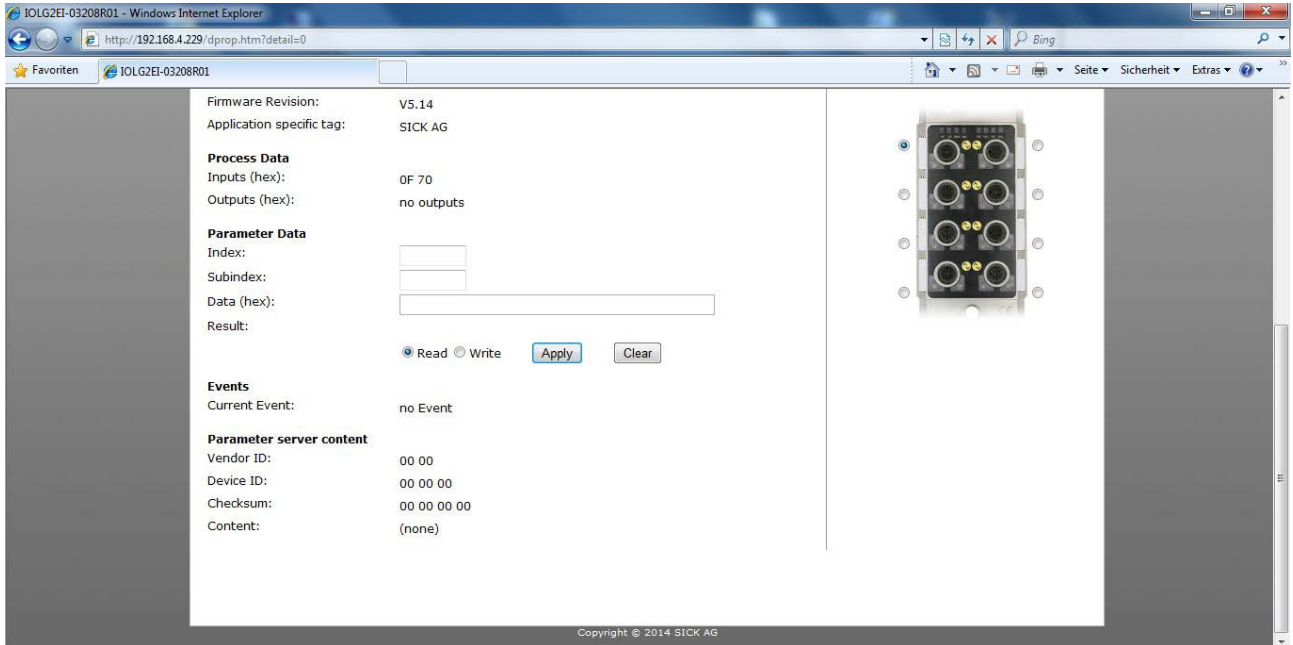 IOLG2EI-03208R01 - Windows Internet Explorer
http://192.168.4.229/dprop.htm?detail=0
Bing
Favoriten
IOLG2EI-03208R01
Seite
Sicherheit
Extras
Firmware Revision: V5.14
Application specific tag: SICK AG
Process Data
Inputs (hex): 0F 70
Outputs (hex): no outputs
Parameter Data
Index:
Subindex:
Data (hex):
Result:
Read Write Apply Clear
Events
Current Event: no Event
Parameter server content
Vendor ID: 00 00
Device ID: 00 00 00
Checksum: 00 00 00 00
Content: (none)
Copyright © 2014 SICK AG